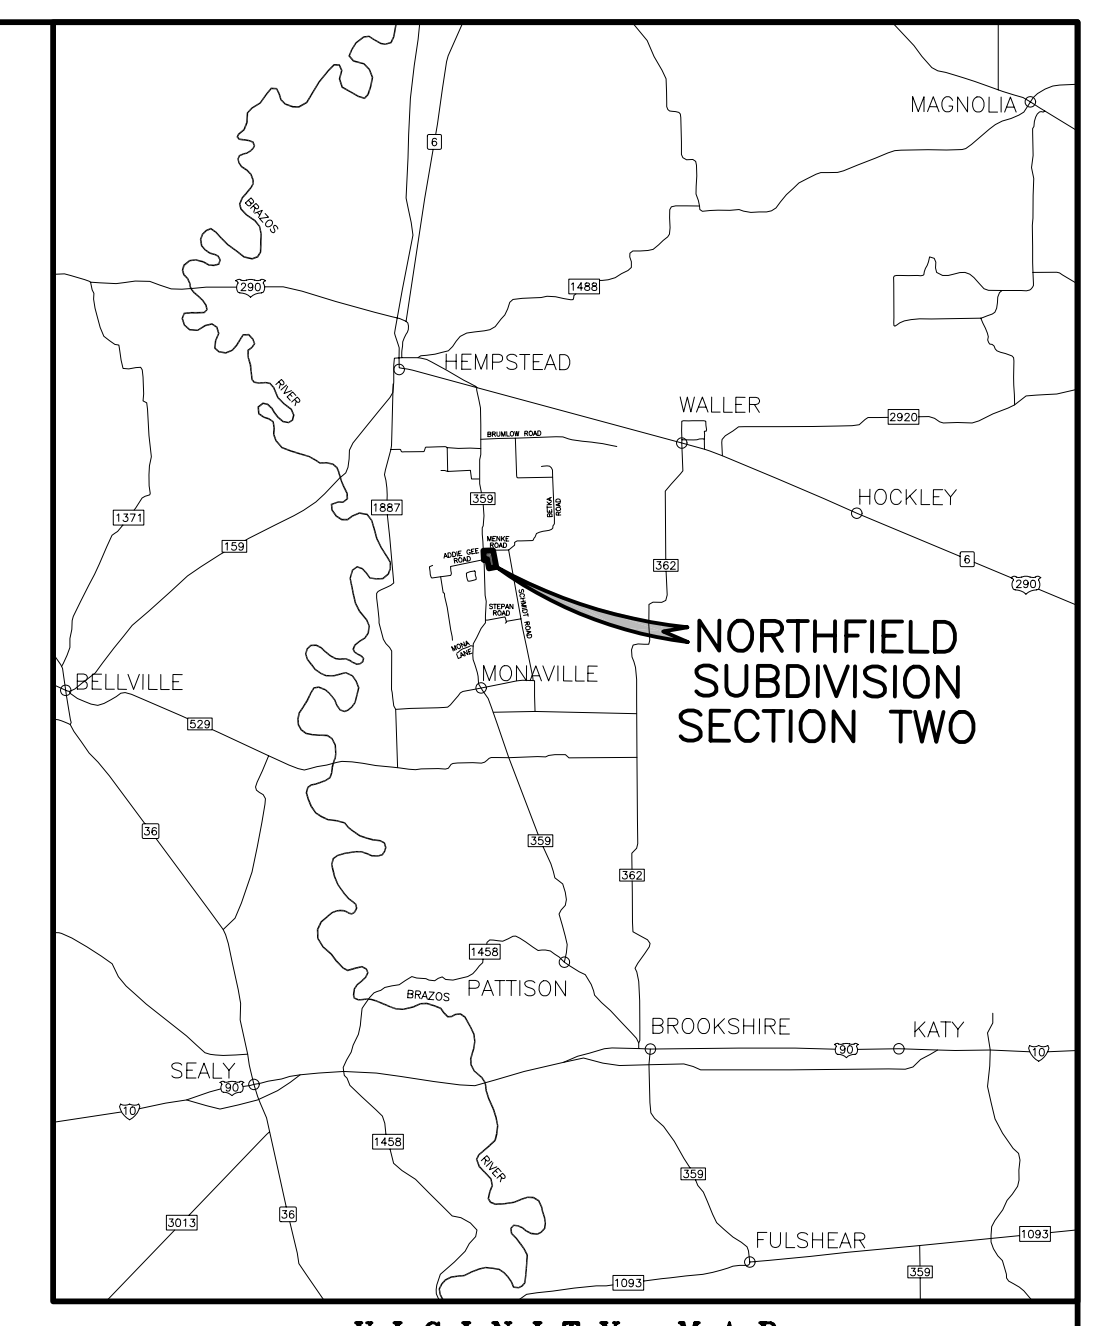 MAGNOLIA
6
BRAZOS
290
1488
HEMPSTEAD
RIVER
WALLER
2920
BRUMLOW ROAD
HOCKLEY
359
1887
BETKA
ROAD
1371
159
MENKE
ROAD
ADDIE GEE
ROAD
6
362
290
SCHMIDT ROAD
STEPAN
ROAD
NORTHFIELD
SUBDIVISION
SECTION TWO
MONA
LANE
MONAVILLE
BELLVILLE
529
36
359
362
1458
PATTISON
BRAZOS
BROOKSHIRE
KATY
90
10
SEALY
90
10
1458
RIVER
359
36
3013
FULSHEAR
1093
359
1093
VICINITY MAP